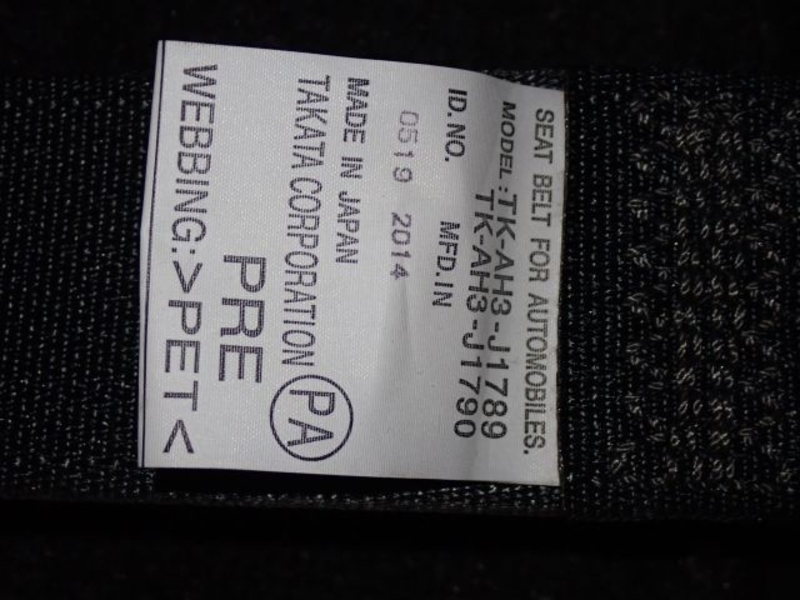 SEAT BELT FOR AUTOMOBILES.
MODEL: TK-AH3-J1789
TK-AH3-J1790
ID. NO. MFD. IN
0519 2014
MADE IN JAPAN
TAKATA CORPORATION PA
PRE
WEBBING:>PET<